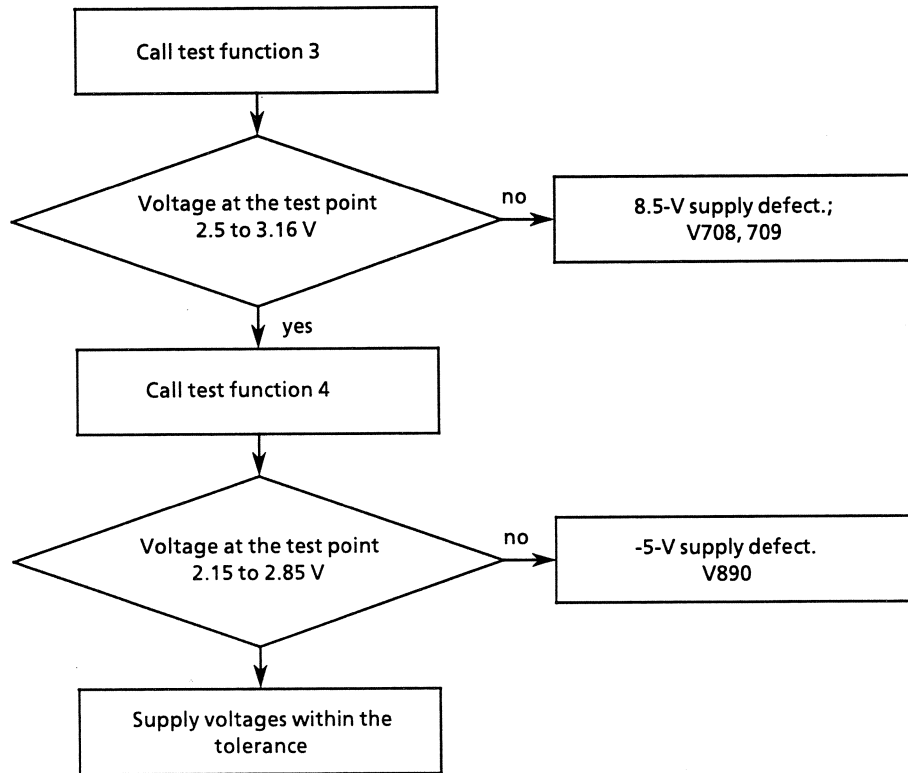 Call test function 3
Voltage at the test point
2.5 to 3.16 V
no
8.5-V supply defect.;
V708, 709
yes
Call test function 4
Voltage at the test point
2.15 to 2.85 V
no
-5-V supply defect.
V890
Supply voltages within the
tolerance